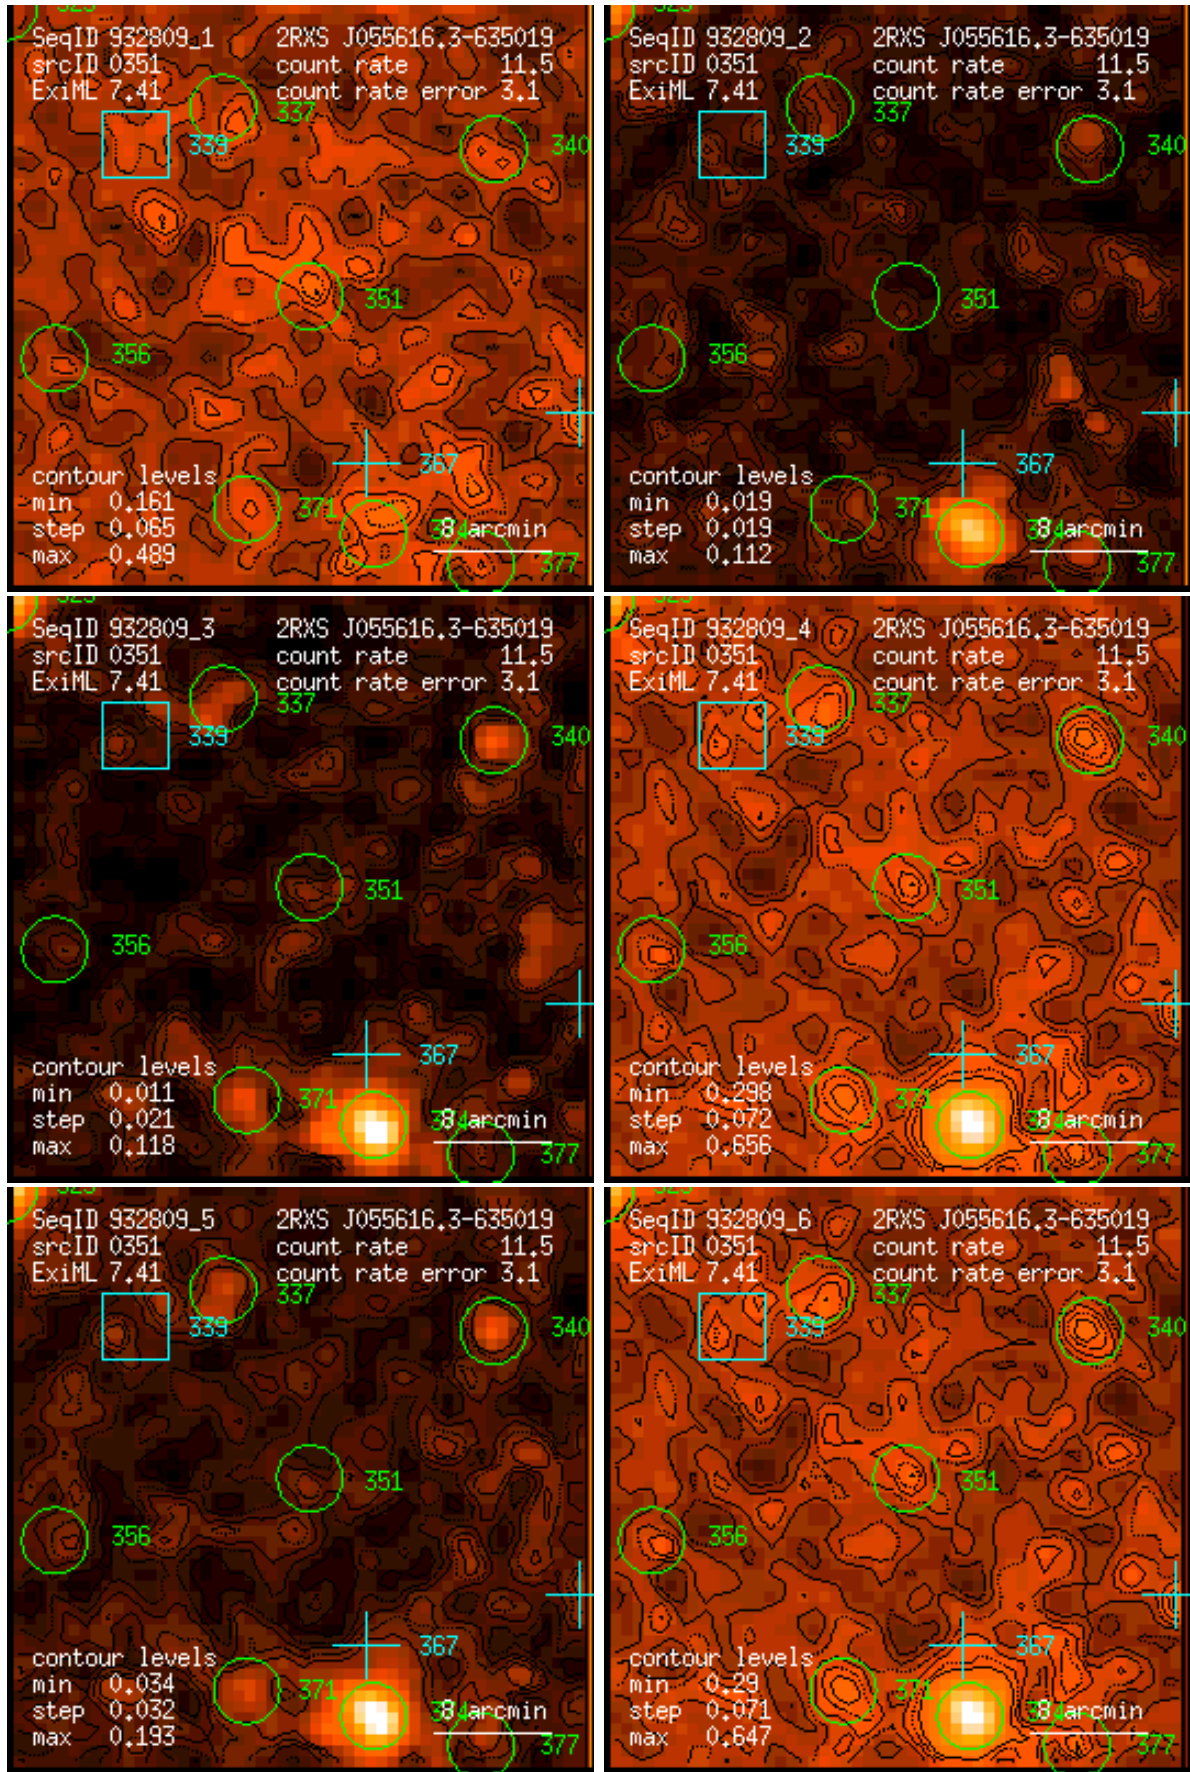 SeqID 932809_1 2RXS J055616.3-635019
srcID 0351 count rate 11.5
ExiML 7.41 count rate error 3.1
337
339
340
351
356
367
contour levels
min 0.161
371
step 0.065
8 arcmin
max 0.489
377
SeqID 932809_2 2RXS J055616.3-635019
srcID 0351 count rate 11.5
ExiML 7.41 count rate error 3.1
337
339
340
351
356
367
contour levels
min 0.019
371
step 0.019
8 arcmin
max 0.112
377
SeqID 932809_3 2RXS J055616.3-635019
srcID 0351 count rate 11.5
ExiML 7.41 count rate error 3.1
337
339
340
351
356
367
contour levels
min 0.011
371
step 0.021
8 arcmin
max 0.118
377
SeqID 932809_4 2RXS J055616.3-635019
srcID 0351 count rate 11.5
ExiML 7.41 count rate error 3.1
337
339
340
351
356
367
contour levels
min 0.298
371
step 0.072
8 arcmin
max 0.656
377
SeqID 932809_5 2RXS J055616.3-635019
srcID 0351 count rate 11.5
ExiML 7.41 count rate error 3.1
337
339
340
351
356
367
contour levels
min 0.034
371
step 0.032
8 arcmin
max 0.193
377
SeqID 932809_6 2RXS J055616.3-635019
srcID 0351 count rate 11.5
ExiML 7.41 count rate error 3.1
337
339
340
351
356
367
contour levels
min 0.29
371
step 0.071
8 arcmin
max 0.647
377